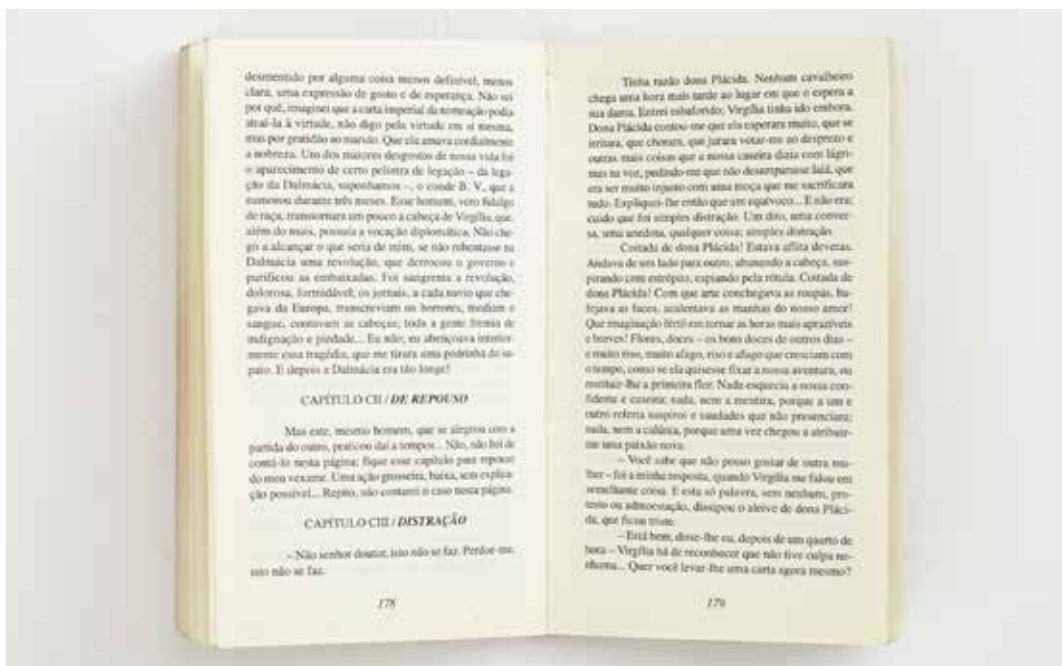 desmentido por alguma coisa menos definível, menos
clara, uma expressão de gosto e de esperança. Não sei
por quê, imaginei que a carta imperial da nomeação podia
atraí-la à virtude, não digo pela virtude em si mesma,
mas por gratidão ao marido. Que ela amava cordialmente
a nobreza. Um dos maiores desgostos de nossa vida foi
o aparecimento de certo pelintra de legação – da lega-
ção da Dalmácia, suponhamos –, o conde B. V., que a
namorou durante três meses. Esse homem, vero fidalgo
de raça, transtornara um pouco a cabeça de Virgília, que,
além do mais, possuía a vocação diplomática. Não che-
go a alcançar o que seria de mim, se não rebentasse na
Dalmácia uma revolução, que derrocou o governo e
purificou as embaixadas. Foi sangrenta a revolução,
dolorosa, formidável; os jornais, a cada navio que che-
gava da Europa, transcreviam os horrores, mediam o
sangue, contavam as cabeças; toda a gente fremia de
indignação e piedade... Eu não; eu abençoava interior-
mente essa tragédia, que me tirara uma pedrinha do sa-
pato. E depois a Dalmácia era tão longe!
CAPÍTULO CII / DE REPOUSO
Mas este, mesmo homem, que se alegrou com a
partida do outro, praticou daí a tempos... Não, não hei de
contá-lo nesta página; fique esse capítulo para repouso
do meu vexame. Uma ação grosseira, baixa, sem explica-
ção possível... Repito, não contarei o caso nesta página.
CAPÍTULO CIII / DISTRAÇÃO
– Não senhor doutor, isto não se faz. Perdoe-me,
isto não se faz.
178
Tinha razão dona Plácida. Nenhum cavalheiro
chega uma hora mais tarde ao lugar em que o espera a
sua dama. Entrei esbaforido; Virgília tinha ido embora.
Dona Plácida contou-me que ela esperara muito, que se
irritara, que chorara, que jurara votar-me ao desprezo e
outras mais coisas que a nossa caseira dizia com lágri-
mas na voz, pedindo-me que não desamparasse Iaiá, que
era ser muito injusto com uma moça que me sacrificara
tudo. Expliquei-lhe então que um equívoco... E não era;
cuido que foi simples distração. Um dito, uma conver-
sa, uma anedota, qualquer coisa; simples distração.
Coitada de dona Plácida! Estava aflita deveras.
Andava de um lado para outro, abanando a cabeça, sus-
pirando com estrépito, espiando pela rótula. Coitada de
dona Plácida! Com que arte conchegava as roupas, ba-
fejava as faces, acalentava as manhas do nosso amor!
Que imaginação fértil em tornar as horas mais aprazíveis
e breves! Flores, doces – os bons doces de outros dias –
e muito riso, muito afago, riso e afago que cresciam com
o tempo, como se ela quisesse fixar a nossa aventura, ou
restituir-lhe a primeira flor. Nada esquecia a nossa con-
fidente e caseira; nada, nem a mentira, porque a um e
outro referia suspiros e saudades que não presenciara;
nada, nem a calúnia, porque uma vez chegou a atribuir-
me uma paixão nova.
– Você sabe que não posso gostar de outra mu-
lher – foi a minha resposta, quando Virgília me falou em
semelhante coisa. E esta só palavra, sem nenhum, pro-
testo ou admoestação, dissipou o aleive de dona Pláci-
da, que ficou triste.
– Está bem, disse-lhe eu, depois de um quarto de
hora – Virgília há de reconhecer que não tive culpa ne-
nhuma... Quer você levar-lhe uma carta agora mesmo?
179